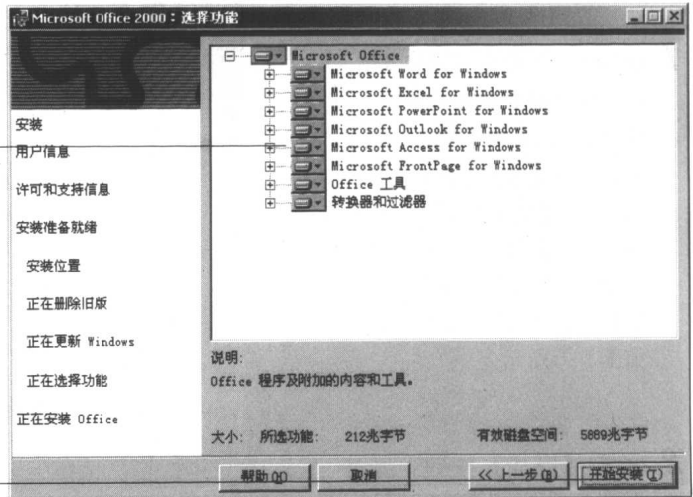 Microsoft Office 2000：选择功能
安装
用户信息
许可和支持信息
安装准备就绪
安装位置
正在删除旧版
正在更新 Windows
正在选择功能
正在安装 Office
Microsoft Office
Microsoft Word for Windows
Microsoft Excel for Windows
Microsoft PowerPoint for Windows
Microsoft Outlook for Windows
Microsoft Access for Windows
Microsoft FrontPage for Windows
Office 工具
转换器和过滤器
说明:
Office 程序及附加的内容和工具。
大小: 所选功能: 212兆字节 有效磁盘空间: 5889兆字节
帮助(H) 取消 << 上一步(B) 开始安装(I)